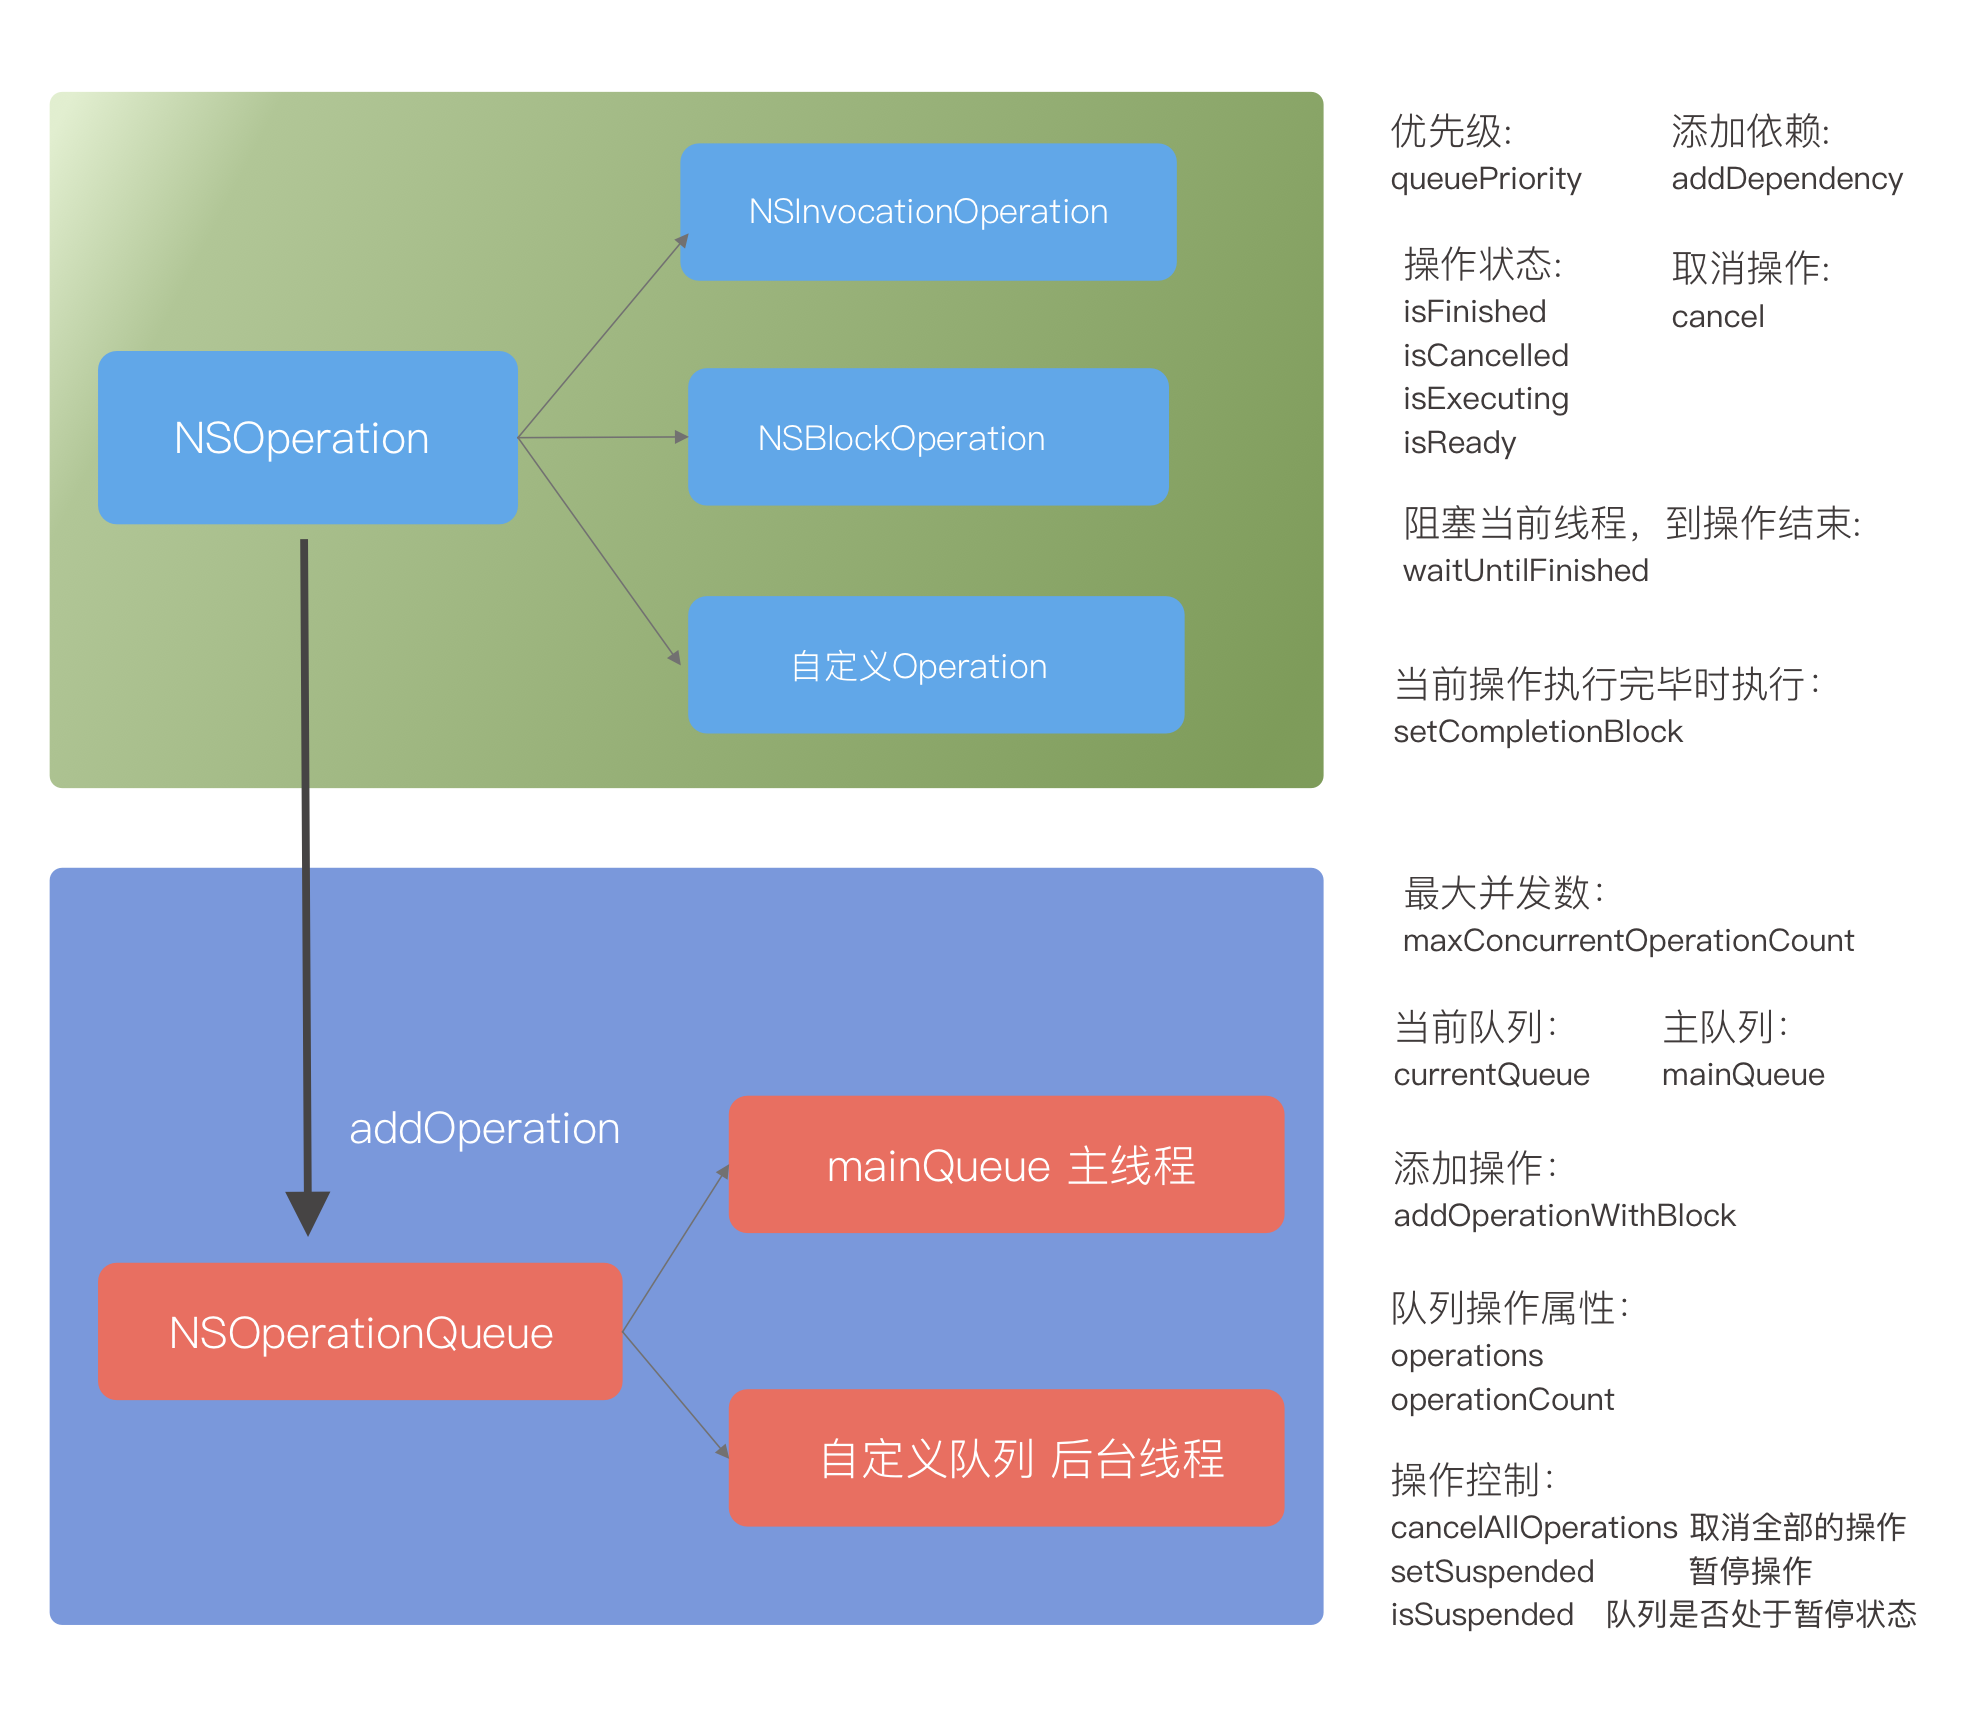 NSInvocationOperation
NSOperation
NSBlockOperation
自定义Operation
优先级:
queuePriority
添加依赖:
addDependency
操作状态:
isFinished
isCancelled
isExecuting
isReady
取消操作:
cancel
阻塞当前线程，到操作结束:
waitUntilFinished
当前操作执行完毕时执行：
setCompletionBlock
addOperation
mainQueue 主线程
NSOperationQueue
自定义队列 后台线程
最大并发数：
maxConcurrentOperationCount
当前队列：
currentQueue
主队列：
mainQueue
添加操作：
addOperationWithBlock
队列操作属性：
operations
operationCount
操作控制：
cancelAllOperations 取消全部的操作
setSuspended 暂停操作
isSuspended 队列是否处于暂停状态